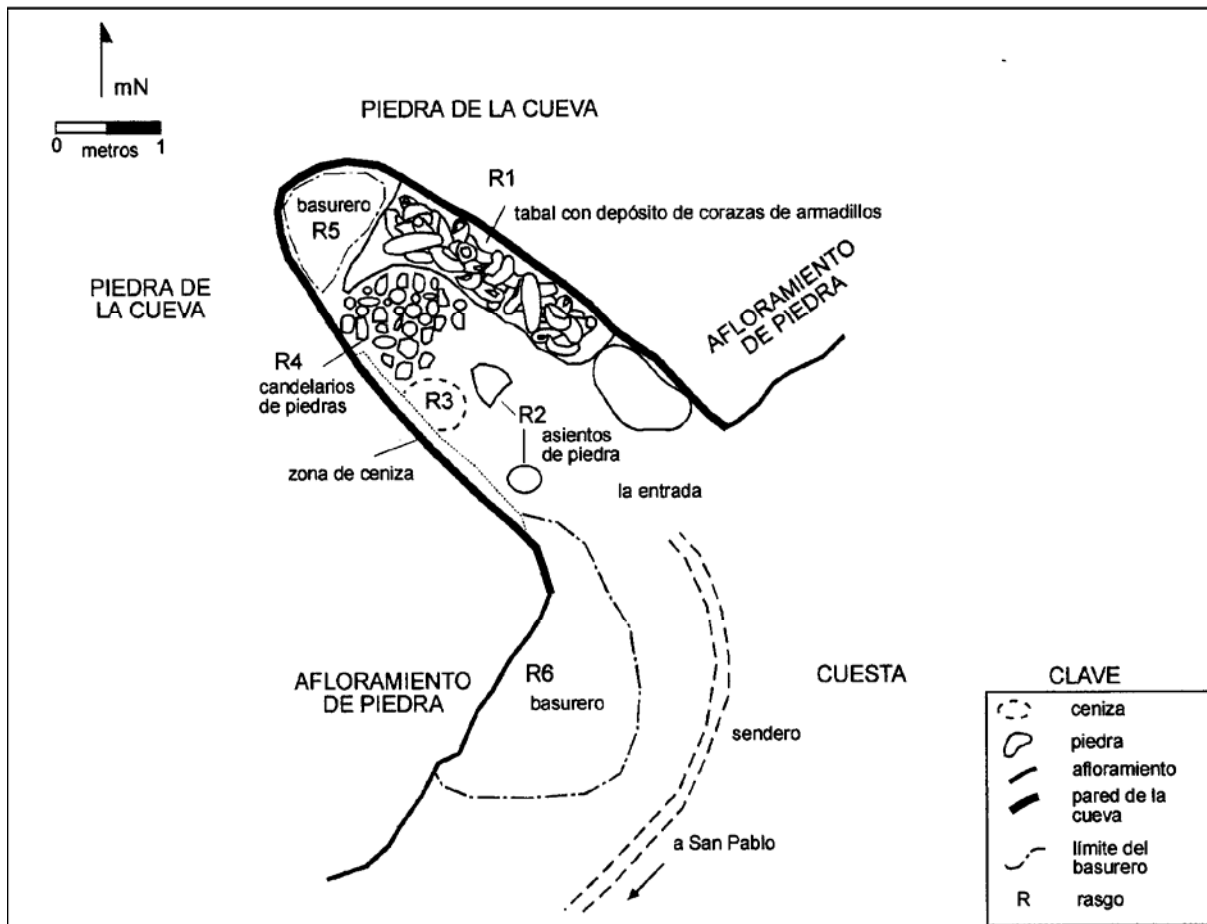 mN
0 metros 1
PIEDRA DE LA CUEVA
R1
tabal con depósito de corazas de armadillos
basurero
R5
PIEDRA DE
LA CUEVA
AFLORAMIENTO
DE PIEDRA
R4
candelarios
de piedras
R3
R2
asientos
de piedra
zona de ceniza
la entrada
AFLORAMIENTO
DE PIEDRA
R6
basurero
CUESTA
sendero
a San Pablo
CLAVE
ceniza
piedra
afloramiento
pared de la
cueva
límite del
basurero
R rasgo